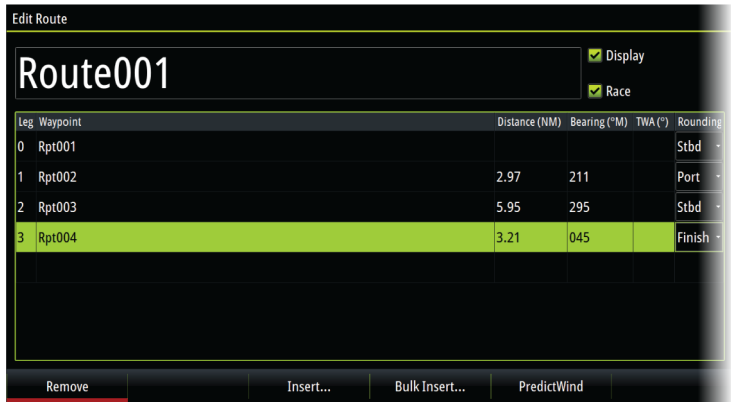 Edit Route
Route001
Display
Race
Leg Waypoint Distance (NM) Bearing (°M) TWA (°) Rounding
0 Rpt001 Stbd
1 Rpt002 2.97 211 Port
2 Rpt003 5.95 295 Stbd
3 Rpt004 3.21 045 Finish
Remove Insert... Bulk Insert... PredictWind